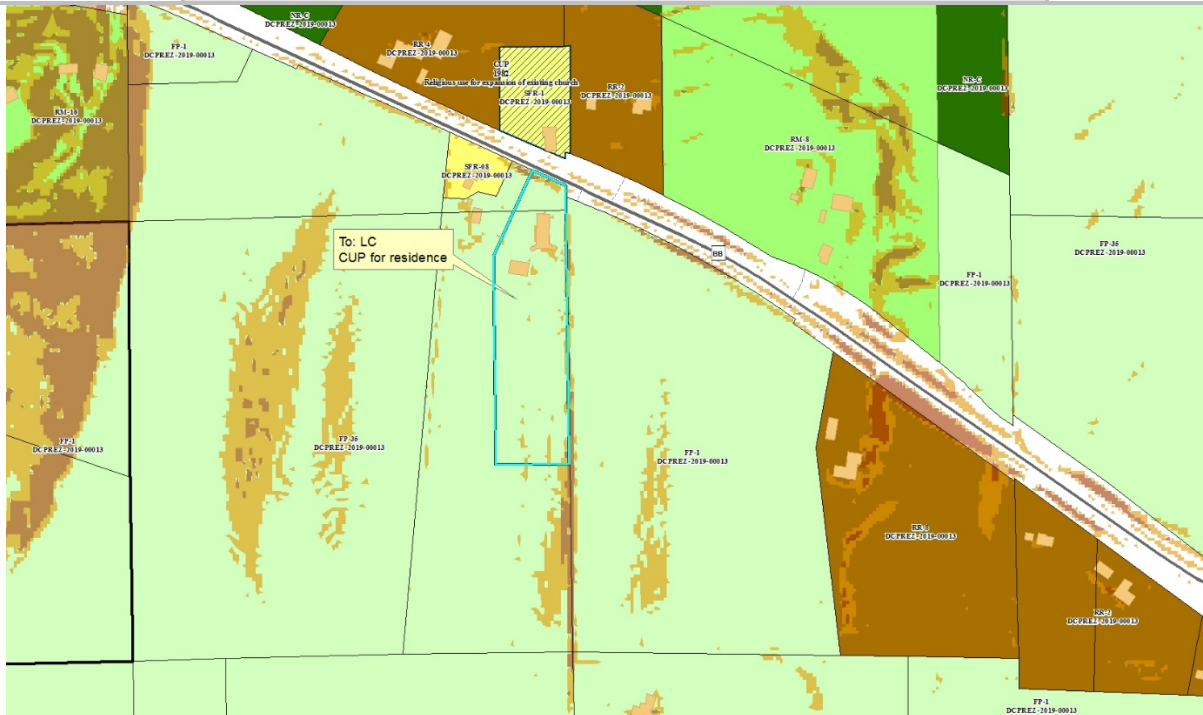 NR-C
DCPREZ-2019-00013
FP-1
DCPREZ-2019-00013
RR-4
DCPREZ-2019-00013
CUP
1982
Religious use for expansion of existing church
SFR-1
DCPREZ-2019-00013
RR-2
DCPREZ-2019-00013
NR-C
DCPREZ-2019-00013
RM-16
DCPREZ-2019-00013
RM-8
DCPREZ-2019-00013
SFR-08
DCPREZ-2019-00013
To: LC
CUP for residence
BB
FP-35
DCPREZ-2019-00013
FP-1
DCPREZ-2019-00013
FP-1
DCPREZ-2019-00013
FP-35
DCPREZ-2019-00013
FP-1
DCPREZ-2019-00013
RR-8
DCPREZ-2019-00013
RR-2
DCPREZ-2019-00013
FP-1
DCPREZ-2019-00013